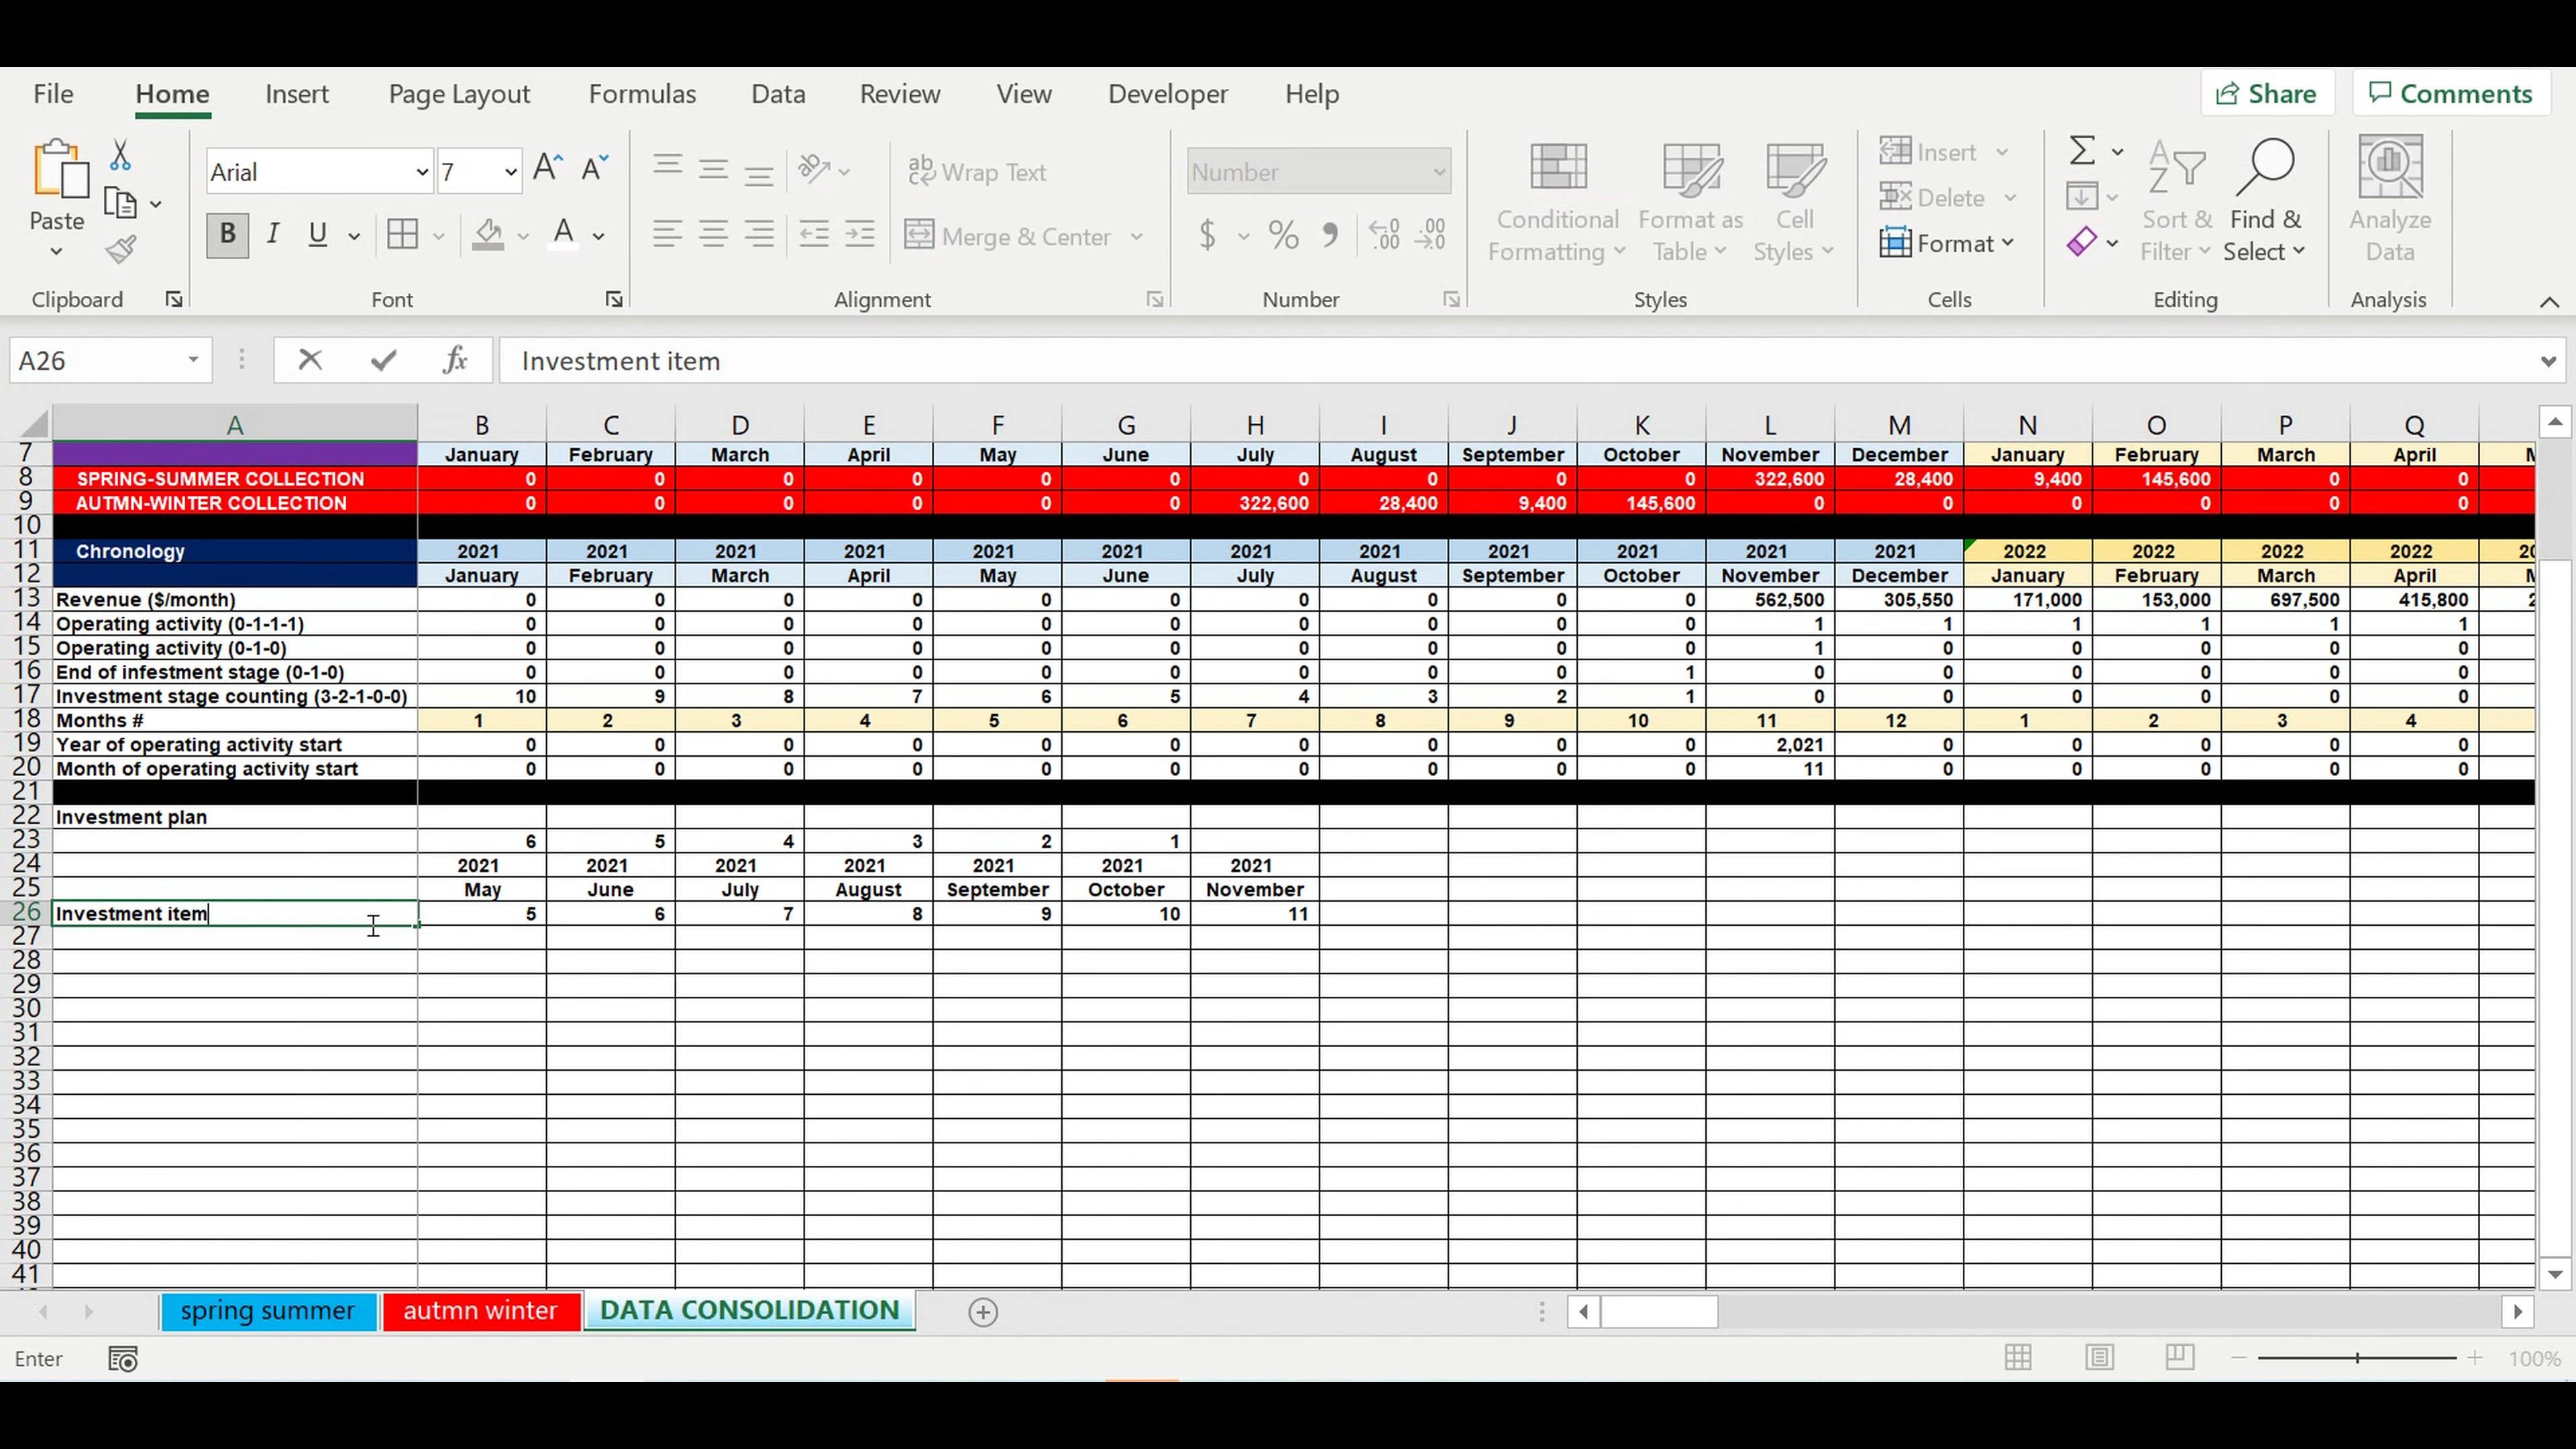 File Home Insert Page Layout Formulas Data Review View Developer Help Share Comments
Arial 7 Wrap Text Number Insert
Paste B I U Merge & Center $ % Conditional Formatting Format as Table Cell Styles Delete Format Sort & Filter Find & Select Analyze Data
Clipboard Font Alignment Number Styles Cells Editing Analysis
A26 fx Investment item
A B C D E F G H I J K L M N O P Q
7 January February March April May June July August September October November December January February March April
8 SPRING-SUMMER COLLECTION 0 0 0 0 0 0 0 0 0 0 322,600 28,400 9,400 145,600 0 0
9 AUTMN-WINTER COLLECTION 0 0 0 0 0 0 322,600 28,400 9,400 145,600 0 0 0 0 0 0
10
11 Chronology 2021 2021 2021 2021 2021 2021 2021 2021 2021 2021 2021 2021 2022 2022 2022 2022
12 January February March April May June July August September October November December January February March April
13 Revenue ($/month) 0 0 0 0 0 0 0 0 0 0 562,500 305,550 171,000 153,000 697,500 415,800
14 Operating activity (0-1-1-1) 0 0 0 0 0 0 0 0 0 0 1 1 1 1 1 1
15 Operating activity (0-1-0) 0 0 0 0 0 0 0 0 0 0 1 0 0 0 0 0
16 End of infestment stage (0-1-0) 0 0 0 0 0 0 0 0 0 1 0 0 0 0 0 0
17 Investment stage counting (3-2-1-0-0) 10 9 8 7 6 5 4 3 2 1 0 0 0 0 0 0
18 Months # 1 2 3 4 5 6 7 8 9 10 11 12 1 2 3 4
19 Year of operating activity start 0 0 0 0 0 0 0 0 0 0 2,021 0 0 0 0 0
20 Month of operating activity start 0 0 0 0 0 0 0 0 0 0 11 0 0 0 0 0
21
22 Investment plan
23 6 5 4 3 2 1
24 2021 2021 2021 2021 2021 2021 2021
25 May June July August September October November
26 Investment item 5 6 7 8 9 10 11
27
28
29
30
31
32
33
34
35
36
37
38
39
40
41
spring summer autmn winter DATA CONSOLIDATION
Enter 100%